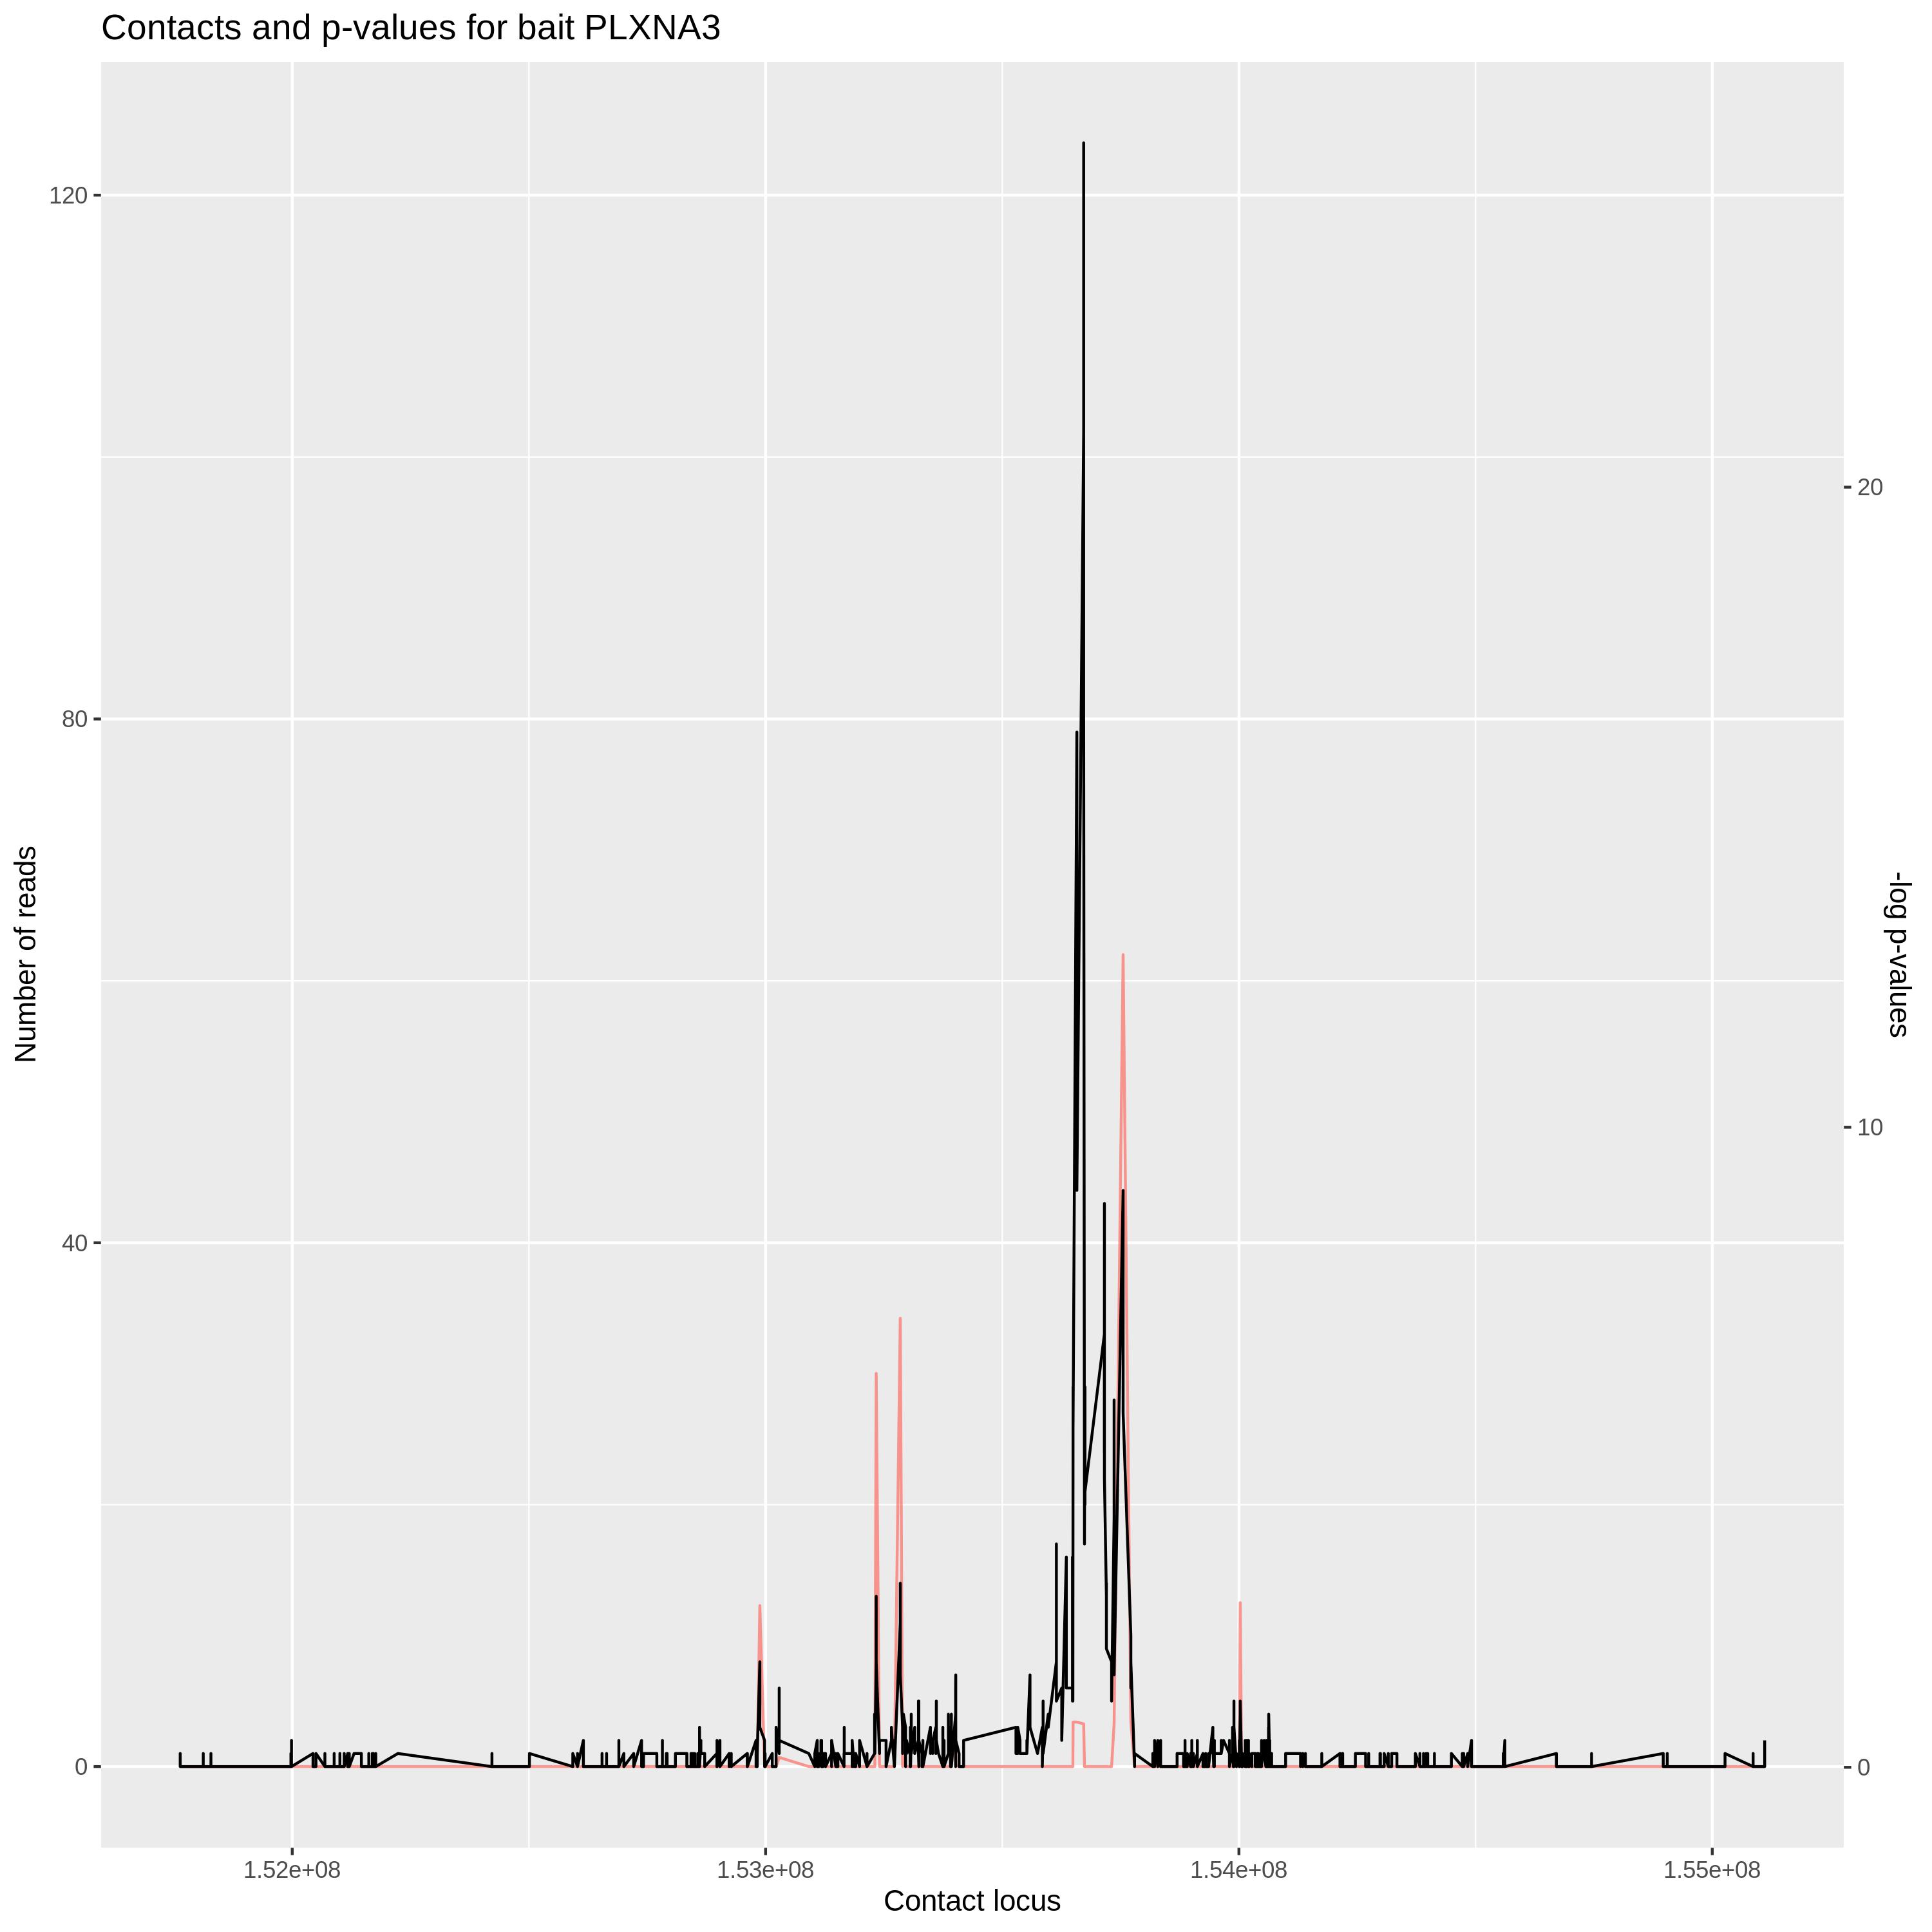 Contacts and p-values for bait PLXNA3
120
80
40
0
Number of reads
20
10
0
-log p-values
1.52e+08
1.53e+08
1.54e+08
1.55e+08
Contact locus